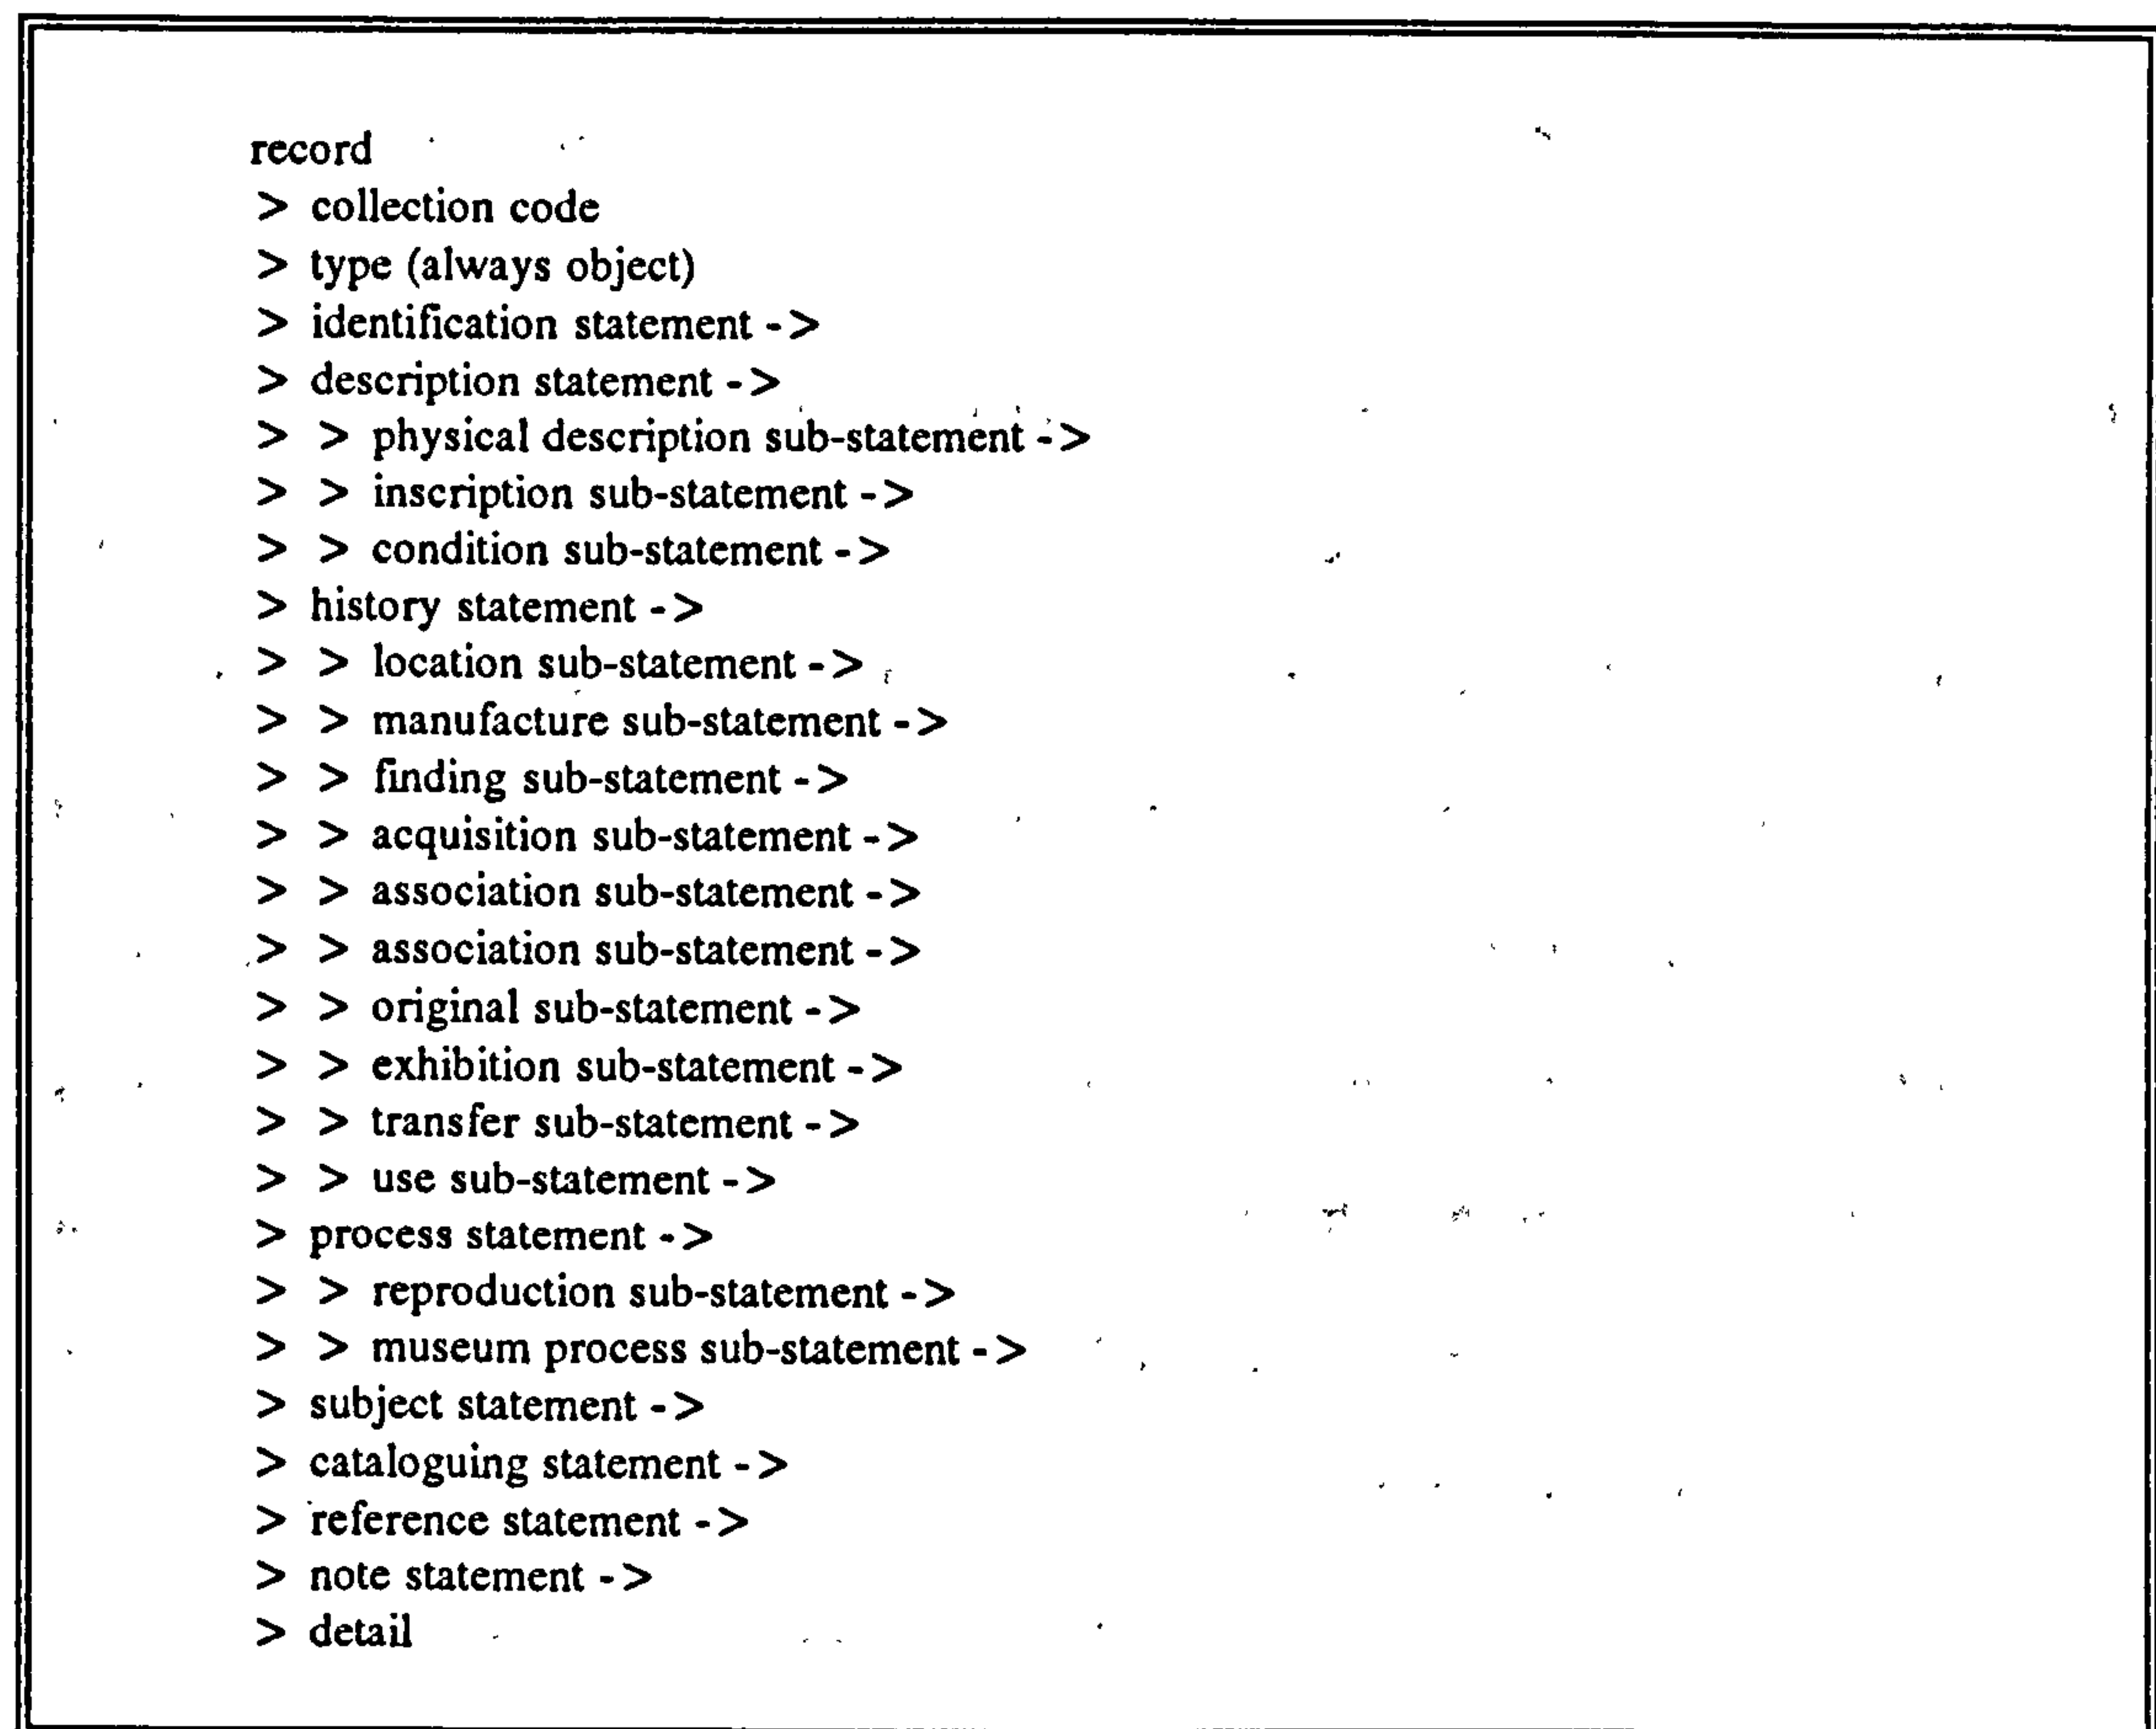 record
> collection code
> type (always object)
> identification statement ->
> description statement ->
> > physical description sub-statement ->
> > inscription sub-statement ->
> > condition sub-statement ->
> history statement ->
> > location sub-statement ->
> > manufacture sub-statement ->
> > finding sub-statement ->
> > acquisition sub-statement ->
> > association sub-statement ->
> > association sub-statement ->
> > original sub-statement ->
> > exhibition sub-statement ->
> > transfer sub-statement ->
> > use sub-statement ->
> process statement ->
> > reproduction sub-statement ->
> > museum process sub-statement ->
> subject statement ->
> cataloguing statement ->
> reference statement ->
> note statement ->
> detail